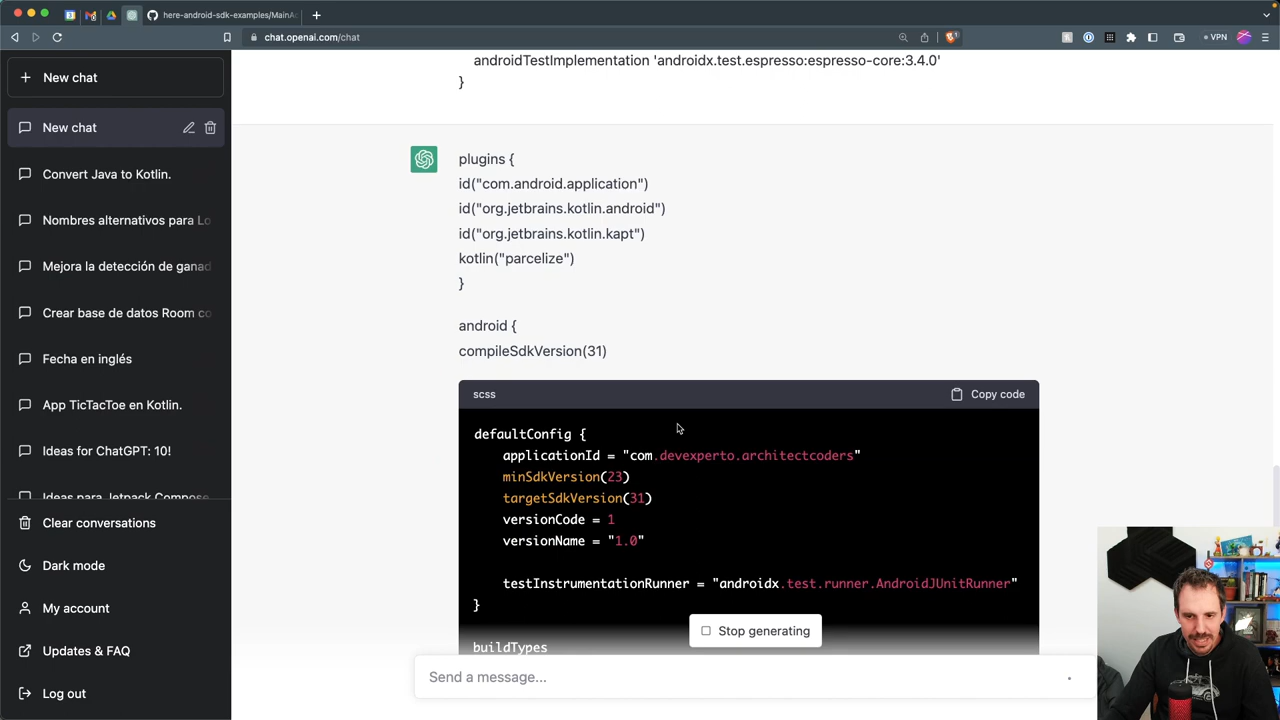 here-android-sdk-examples/MainAc
chat.openai.com/chat
VPN
New chat
New chat
Convert Java to Kotlin.
Nombres alternativos para Lo
Mejora la detección de ganad
Crear base de datos Room co
Fecha en inglés
App TicTacToe en Kotlin.
Ideas for ChatGPT: 10!
Ideas para Jetpack Compose
Clear conversations
Dark mode
My account
Updates & FAQ
Log out
androidTestImplementation 'androidx.test.espresso:espresso-core:3.4.0'
}
plugins {
id("com.android.application")
id("org.jetbrains.kotlin.android")
id("org.jetbrains.kotlin.kapt")
kotlin("parcelize")
}
android {
compileSdkVersion(31)
scss
Copy code
defaultConfig {
applicationId = "com.devexperto.architectcoders"
minSdkVersion(23)
targetSdkVersion(31)
versionCode = 1
versionName = "1.0"
testInstrumentationRunner = "androidx.test.runner.AndroidJUnitRunner"
}
buildTypes
Stop generating
Send a message...